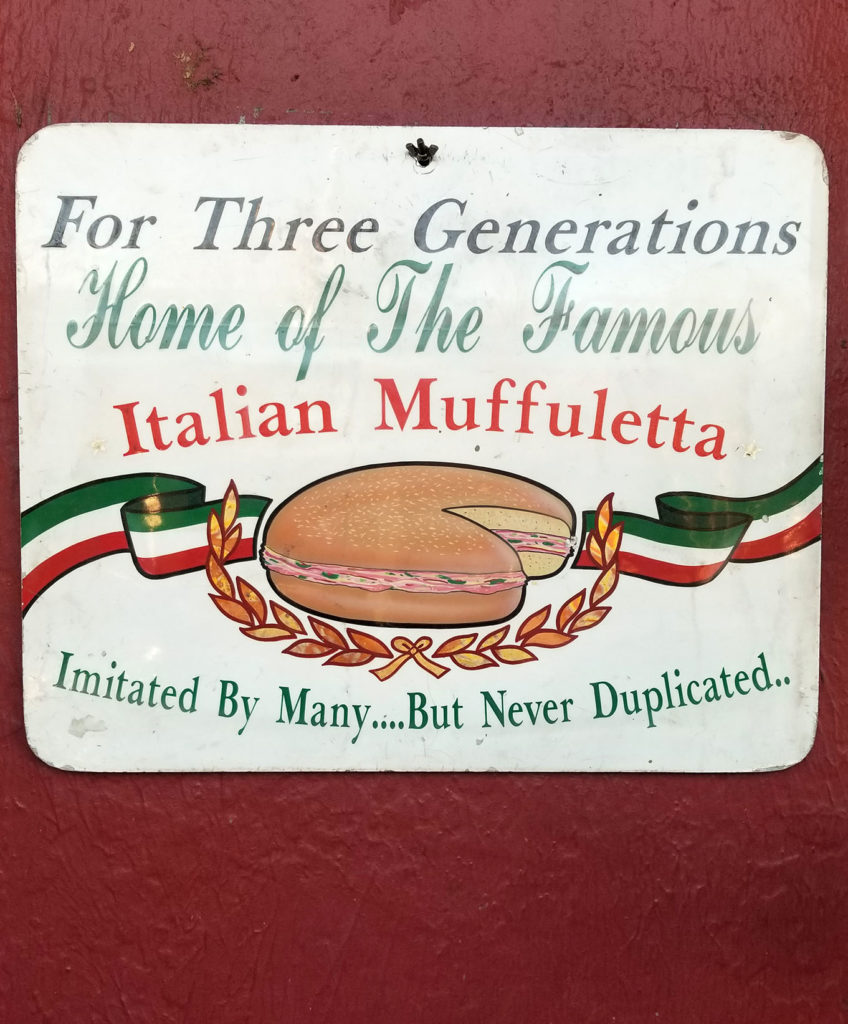 For Three Generations
Home of The Famous
Italian Muffuletta
Imitated By Many....But Never Duplicated..